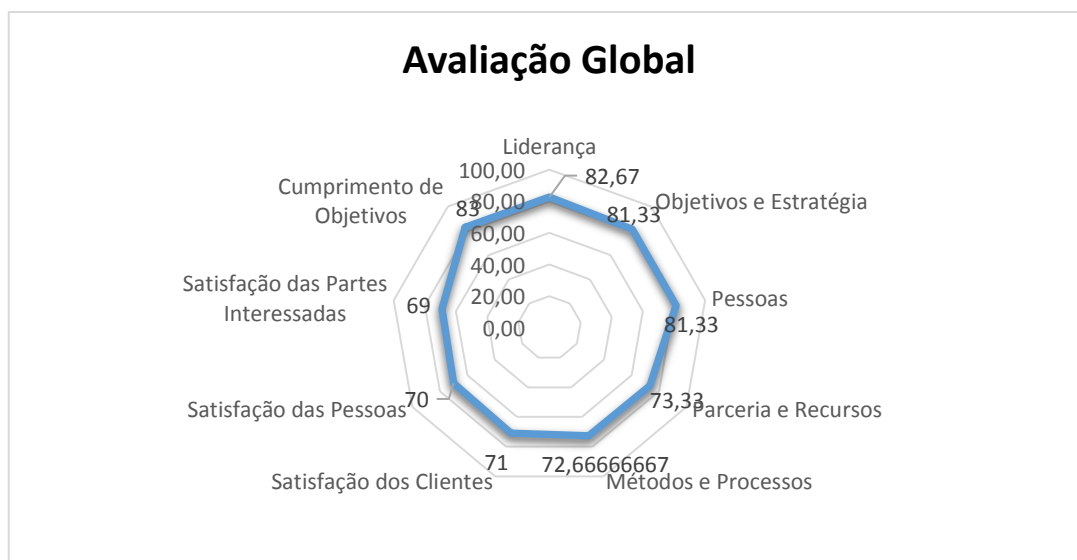 Avaliação Global
Liderança
100,00
82,67
Cumprimento de
Objetivos
83
80,00
81,33
Objetivos e Estratégia
60,00
40,00
20,00
0,00
Satisfação das Partes
Interessadas
69
Pessoas
81,33
Satisfação das Pessoas
70
73,33
Parceria e Recursos
Satisfação dos Clientes
71
72,66666667
Métodos e Processos